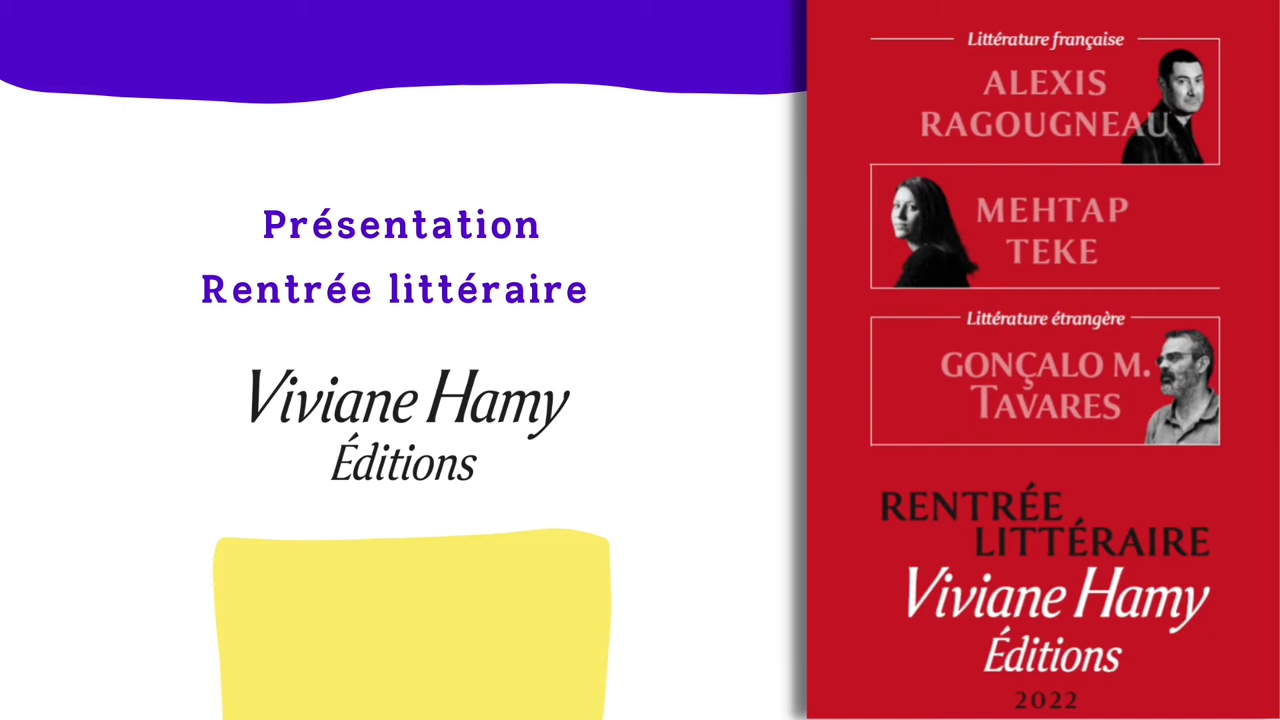 Présentation
Rentrée littéraire
Viviane Hamy
Éditions
Littérature française
ALEXIS
RAGOUGNEAU
MEHTAP
TEKE
Littérature étrangère
GONÇALO M.
TAVARES
RENTRÉE
LITTÉRAIRE
Viviane Hamy
Éditions
2022